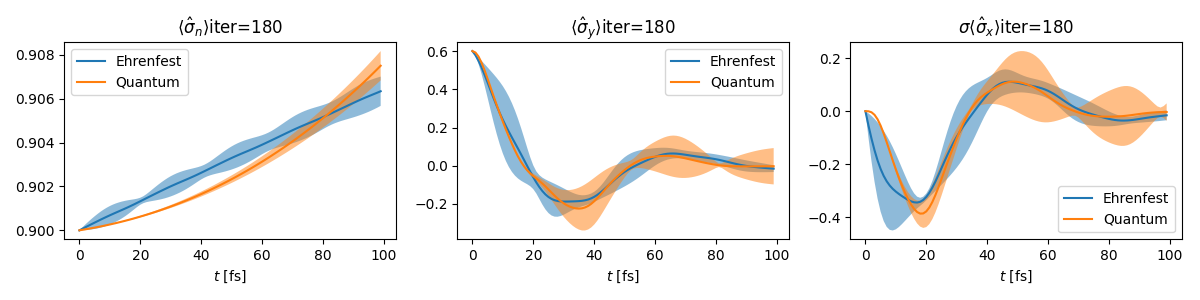 ⟨σ̂ₙ⟩iter=180
0.908
0.906
0.904
0.902
0.900
Ehrenfest
Quantum
0 20 40 60 80 100
t [fs]
⟨σ̂ᵧ⟩iter=180
0.6
0.4
0.2
0.0
−0.2
Ehrenfest
Quantum
0 20 40 60 80 100
t [fs]
σ⟨σ̂ₓ⟩iter=180
0.2
0.0
−0.2
−0.4
Ehrenfest
Quantum
0 20 40 60 80 100
t [fs]